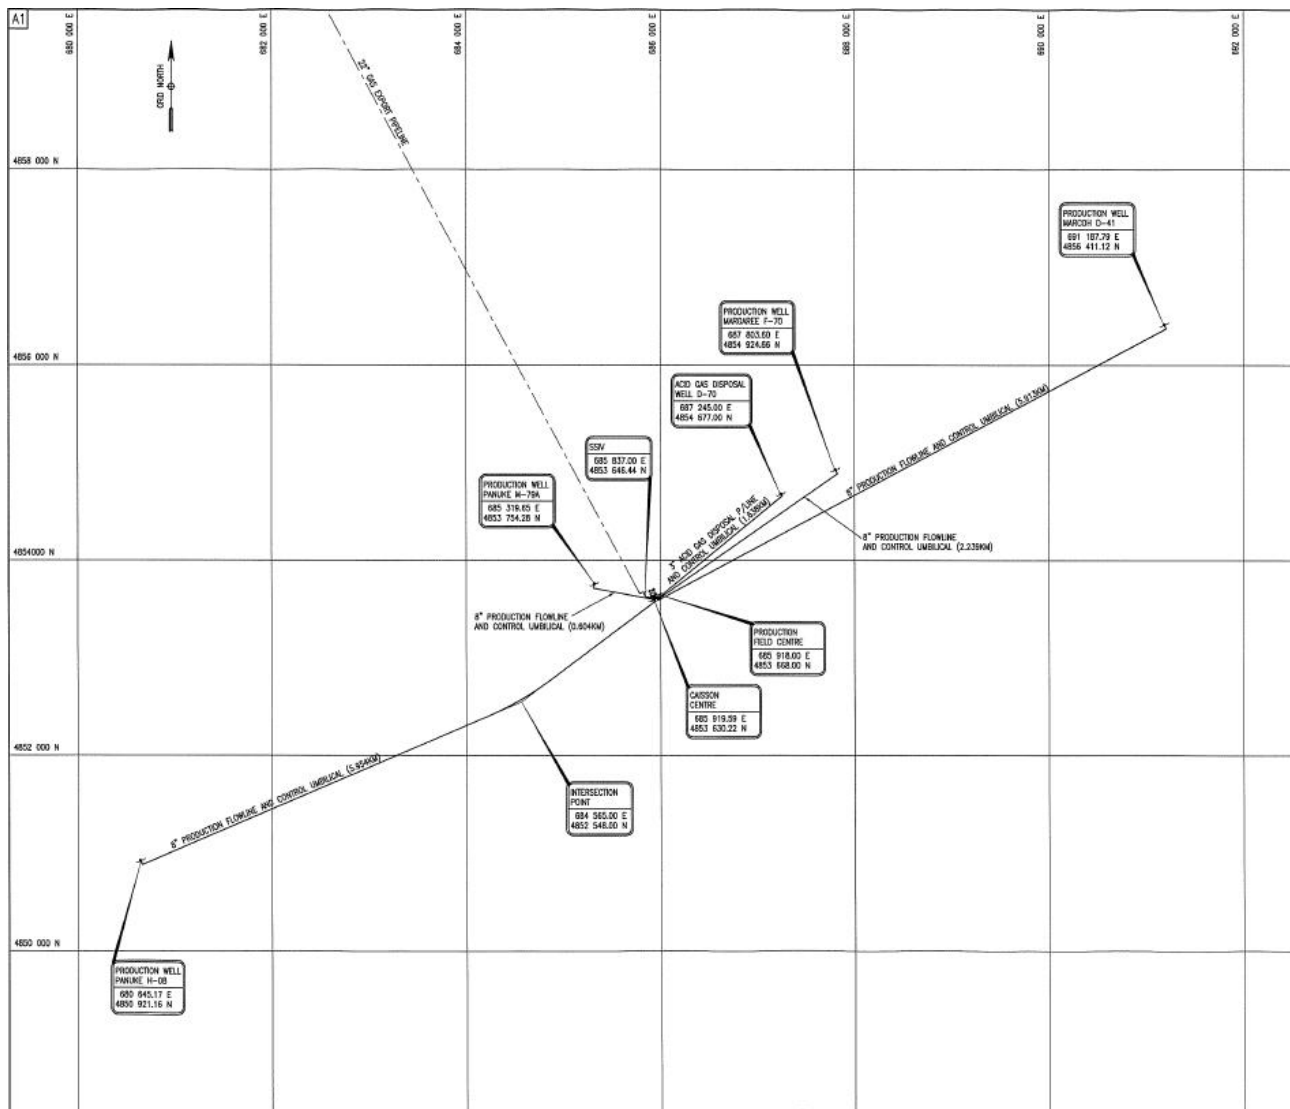 A1
680 000 E
682 000 E
684 000 E
686 000 E
688 000 E
690 000 E
692 000 E
GRID NORTH
22" GAS EXPORT PIPELINE
4858 000 N
PRODUCTION WELL
MARCOH D-41
691 187.79 E
4856 411.12 N
PRODUCTION WELL
MARGAREE F-70
687 803.60 E
4854 924.66 N
4856 000 N
ACID GAS DISPOSAL
WELL D-70
687 245.00 E
4854 677.00 N
8" PRODUCTION FLOWLINE AND CONTROL UMBILICAL (5.913KM)
SSIV
685 837.00 E
4853 646.44 N
PRODUCTION WELL
PANUKE M-79A
685 319.65 E
4853 754.28 N
3" ACID GAS DISPOSAL P/LINE
AND CONTROL UMBILICAL (1.638KM)
8" PRODUCTION FLOWLINE
AND CONTROL UMBILICAL (2.239KM)
4854000 N
8" PRODUCTION FLOWLINE
AND CONTROL UMBILICAL (0.604KM)
PRODUCTION
FIELD CENTRE
685 918.00 E
4853 668.00 N
CAISSON
CENTRE
685 919.59 E
4853 630.22 N
4852 000 N
8" PRODUCTION FLOWLINE AND CONTROL UMBILICAL (5.954KM)
INTERSECTION
POINT
684 565.00 E
4852 548.00 N
4850 000 N
PRODUCTION WELL
PANUKE H-08
680 645.17 E
4850 921.16 N